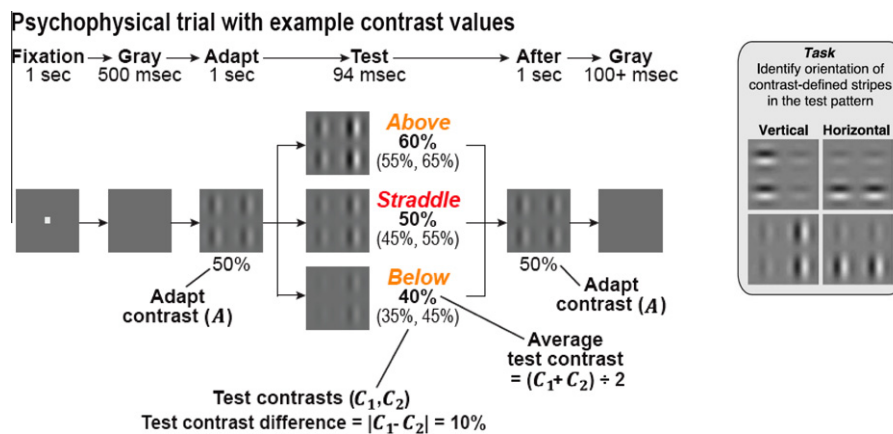 Psychophysical trial with example contrast values
Fixation → Gray → Adapt → Test → After → Gray
1 sec 500 msec 1 sec 94 msec 1 sec 100+ msec
Above
60%
(55%, 65%)
Straddle
50%
(45%, 55%)
Below
40%
(35%, 45%)
50%
Adapt
contrast (A)
50%
Adapt
contrast (A)
Average
test contrast
= (C₁+ C₂) ÷ 2
Test contrasts (C₁,C₂)
Test contrast difference = |C₁- C₂| = 10%
Task
Identify orientation of
contrast-defined stripes
in the test pattern
Vertical Horizontal